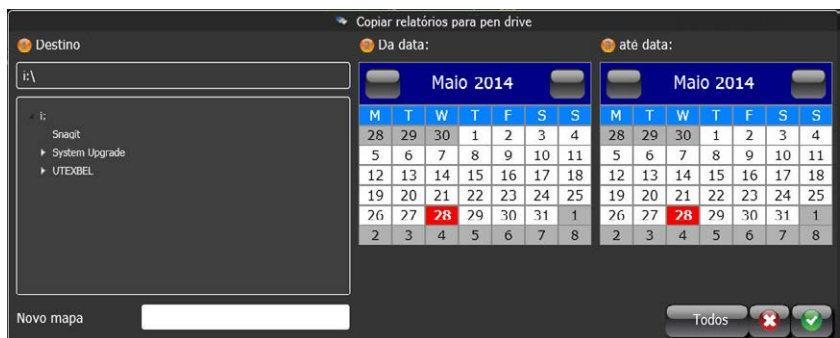 Copiar relatórios para pen drive
Destino
Da data:
até data:
i:\
i:
Snagit
System Upgrade
UTEXBEL
Maio 2014
M T W T F S S
28 29 30 1 2 3 4
5 6 7 8 9 10 11
12 13 14 15 16 17 18
19 20 21 22 23 24 25
26 27 28 29 30 31 1
2 3 4 5 6 7 8
Maio 2014
M T W T F S S
28 29 30 1 2 3 4
5 6 7 8 9 10 11
12 13 14 15 16 17 18
19 20 21 22 23 24 25
26 27 28 29 30 31 1
2 3 4 5 6 7 8
Novo mapa
Todos